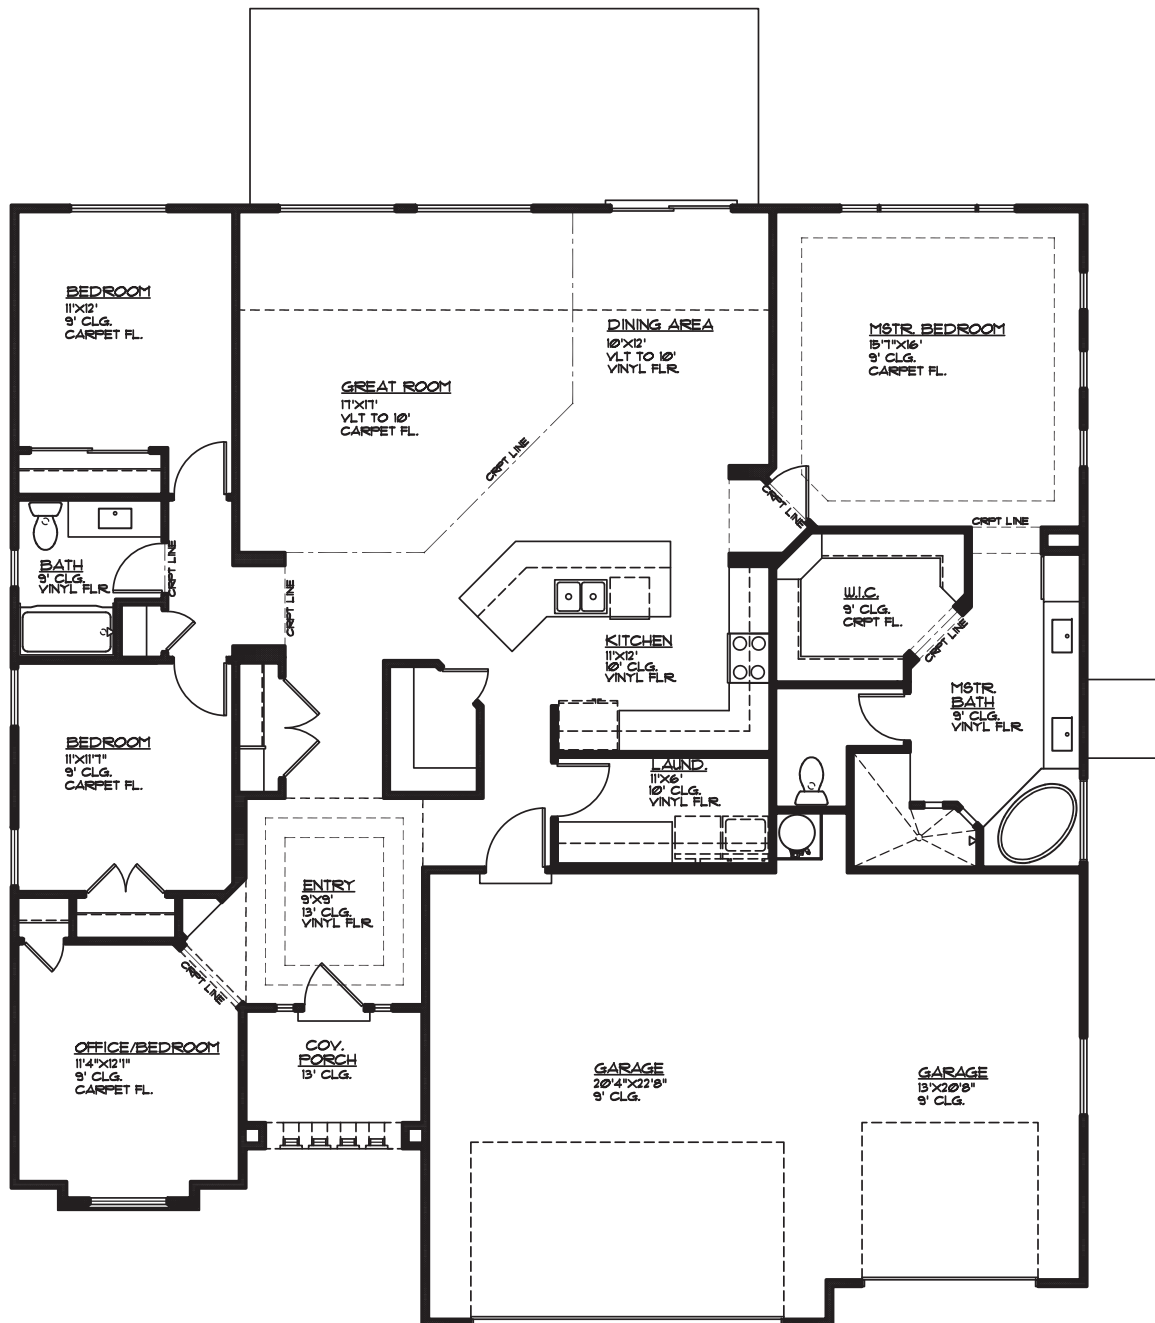 BEDROOM
11'X12'
9' CLG.
CARPET FL.
DINING AREA
10'X12'
VLT TO 10'
VINYL FLR.
MSTR. BEDROOM
15'7"X16'
9' CLG.
CARPET FL.
GREAT ROOM
17'X17'
VLT TO 10'
CARPET FL.
CRPT LINE
CRPT LINE
CRPT LINE
BATH
9' CLG.
VINYL FLR.
CRPT LINE
CRPT LINE
W.I.C.
9' CLG.
CRPT FL.
CRPT LINE
KITCHEN
11'X12'
10' CLG.
VINYL FLR.
MSTR.
BATH
9' CLG.
VINYL FLR.
BEDROOM
11'X11'7"
9' CLG.
CARPET FL.
LAUND.
11'X6'
10' CLG.
VINYL FLR.
ENTRY
9'X9'
13' CLG.
VINYL FLR.
CRPT LINE
OFFICE/BEDROOM
11'4"X12'1"
9' CLG.
CARPET FL.
COV.
PORCH
13' CLG.
GARAGE
20'4"X22'8"
9' CLG.
GARAGE
13'X20'8"
9' CLG.